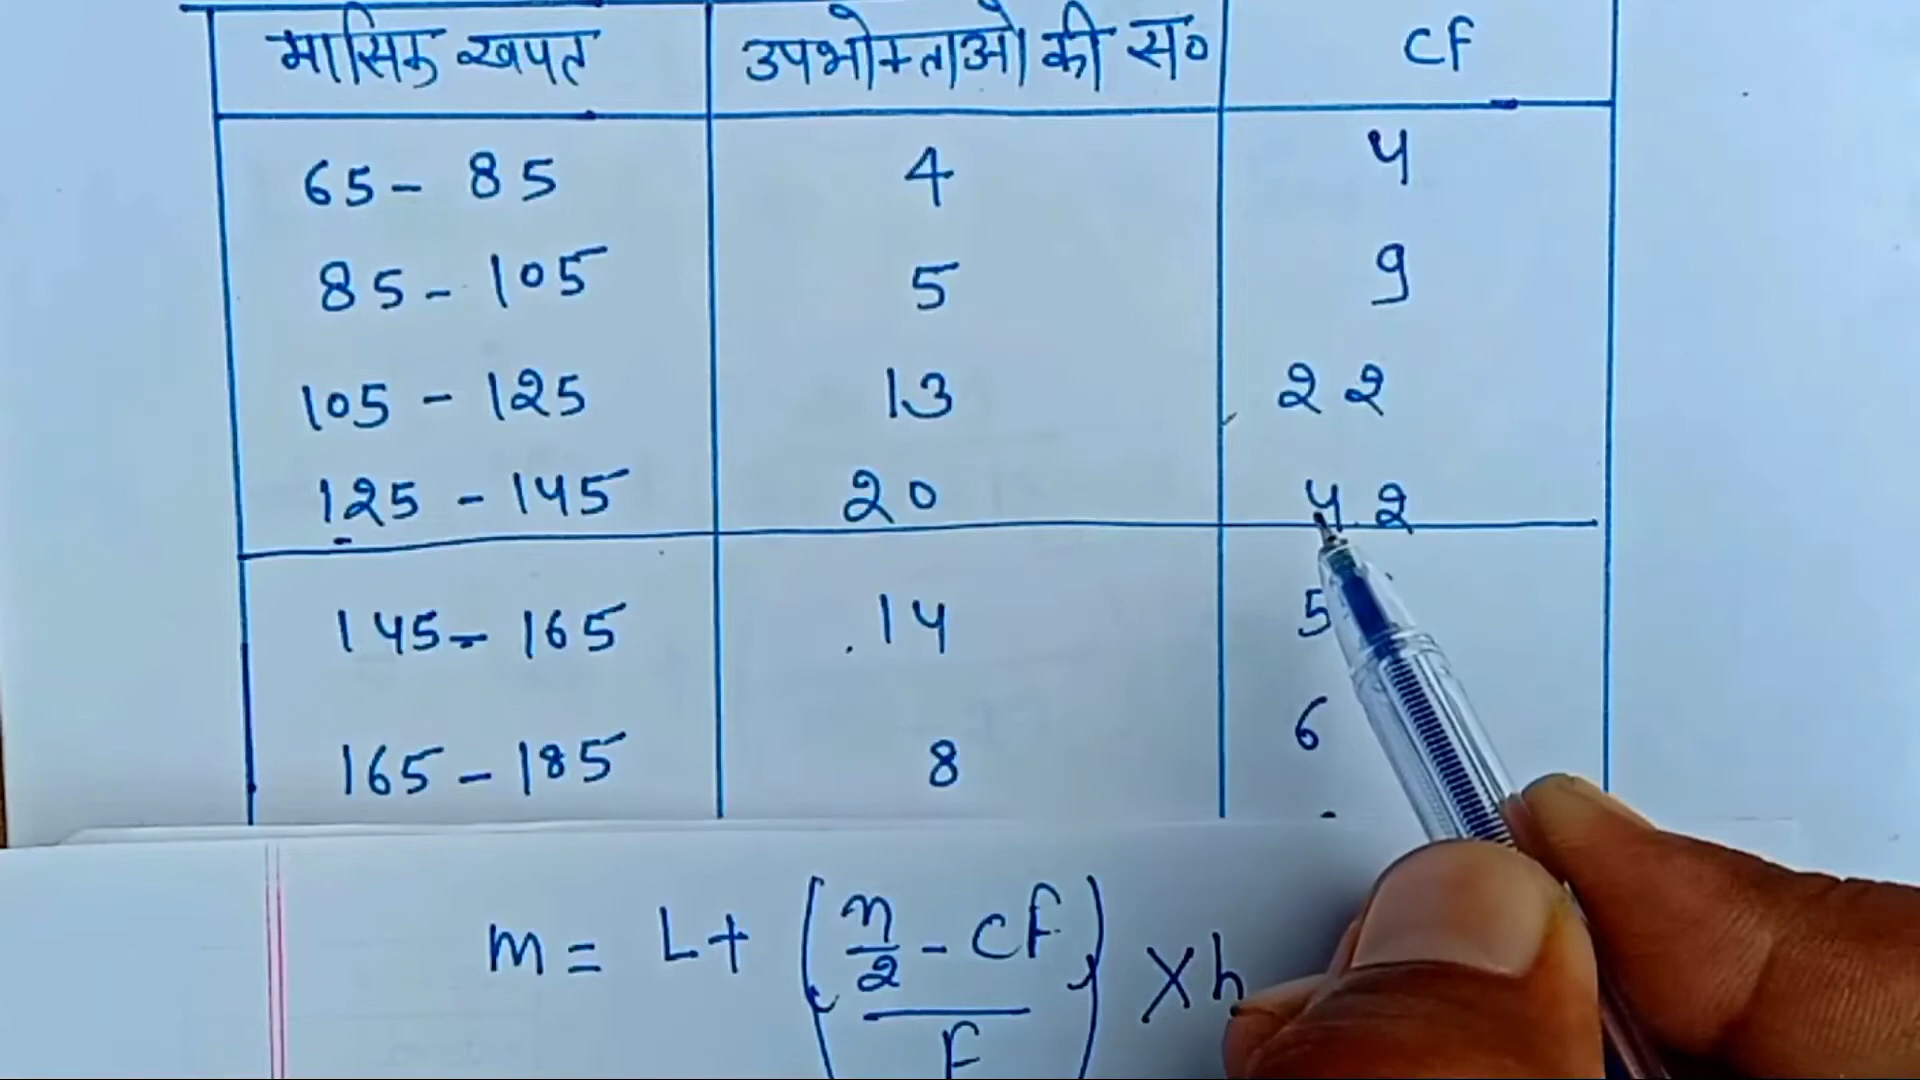 मासिक खपत उपभोक्ताओ की स० cf
65 - 85 4 4
85 - 105 5 9
105 - 125 13 22
125 - 145 20 42
145 - 165 14 5
165 - 185 8 6
m = L + (n/2 - cf / f) × h